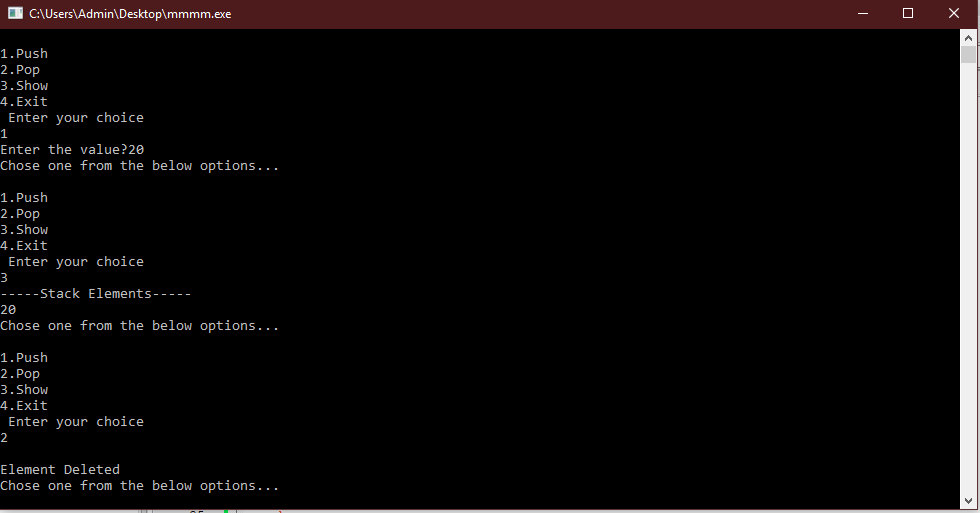 C:\Users\Admin\Desktop\mmmm.exe
1.Push
2.Pop
3.Show
4.Exit
Enter your choice
1
Enter the value?20
Chose one from the below options...
1.Push
2.Pop
3.Show
4.Exit
Enter your choice
3
-----Stack Elements-----
20
Chose one from the below options...
1.Push
2.Pop
3.Show
4.Exit
Enter your choice
2
Element Deleted
Chose one from the below options...